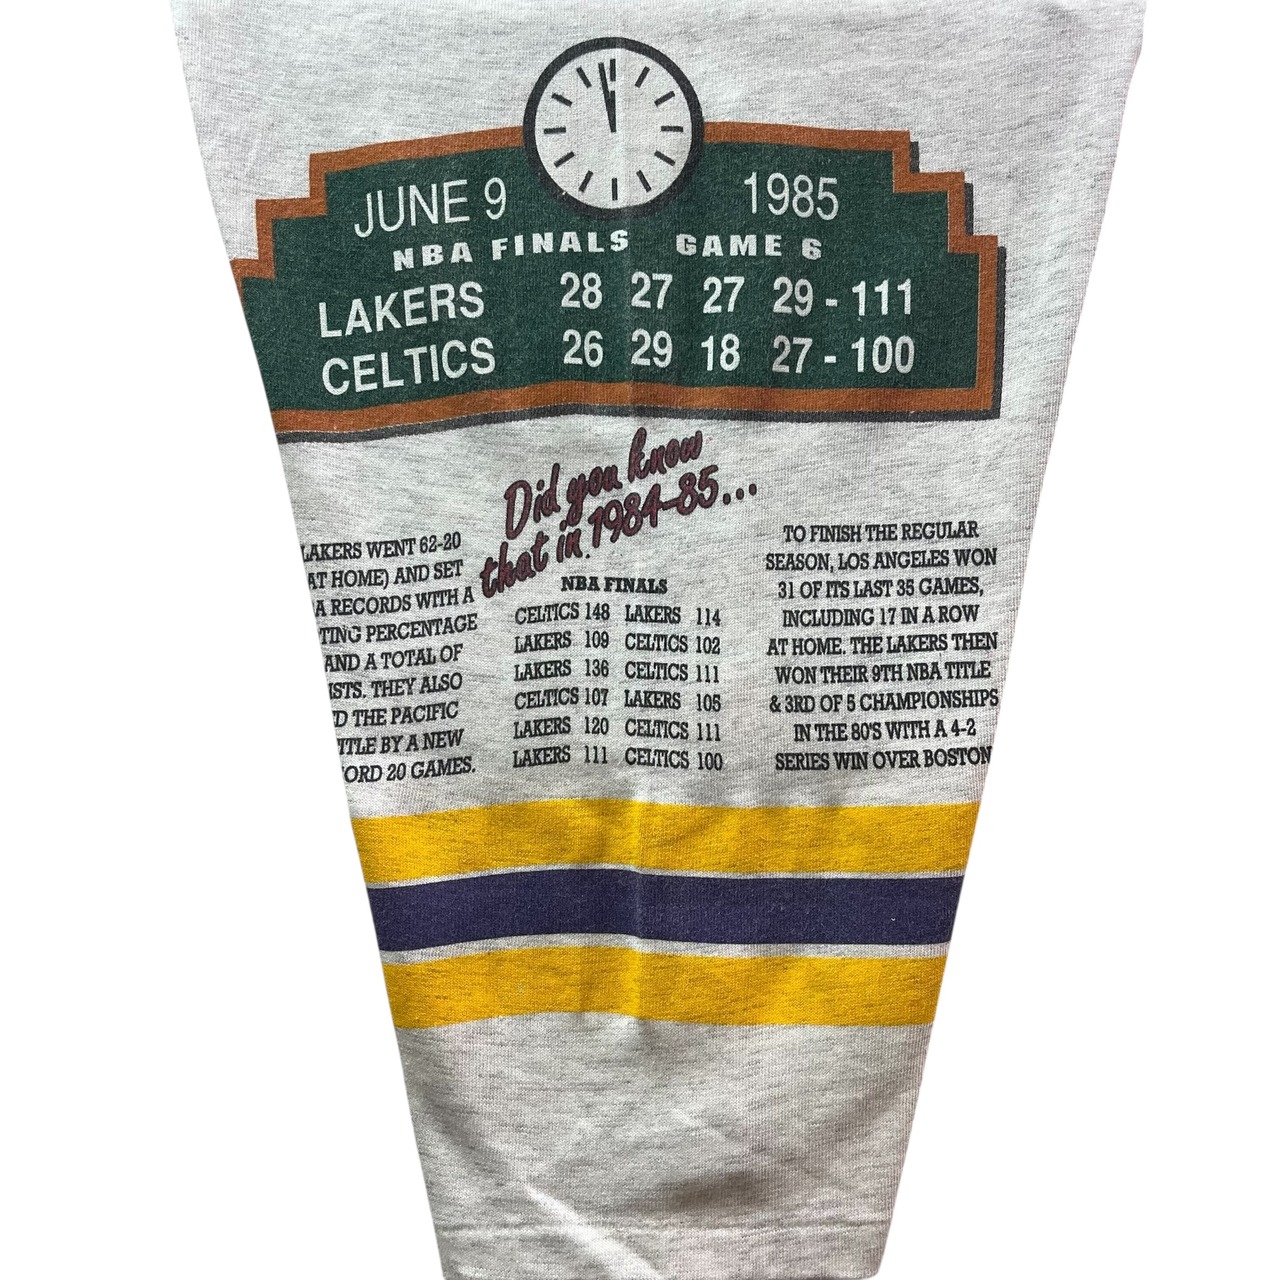 JUNE 9 1985
NBA FINALS GAME 6
LAKERS 28 27 27 29 - 111
CELTICS 26 29 18 27 - 100
Did you know
that in 1984-85...
LAKERS WENT 62-20
AT HOME) AND SET
A RECORDS WITH A
TING PERCENTAGE
AND A TOTAL OF
ISTS. THEY ALSO
D THE PACIFIC
ITLE BY A NEW
ORD 20 GAMES.
NBA FINALS
CELTICS 148 LAKERS 114
LAKERS 109 CELTICS 102
LAKERS 136 CELTICS 111
CELTICS 107 LAKERS 105
LAKERS 120 CELTICS 111
LAKERS 111 CELTICS 100
TO FINISH THE REGULAR
SEASON, LOS ANGELES WON
31 OF ITS LAST 35 GAMES,
INCLUDING 17 IN A ROW
AT HOME. THE LAKERS THEN
WON THEIR 9TH NBA TITLE
& 3RD OF 5 CHAMPIONSHIPS
IN THE 80'S WITH A 4-2
SERIES WIN OVER BOSTON